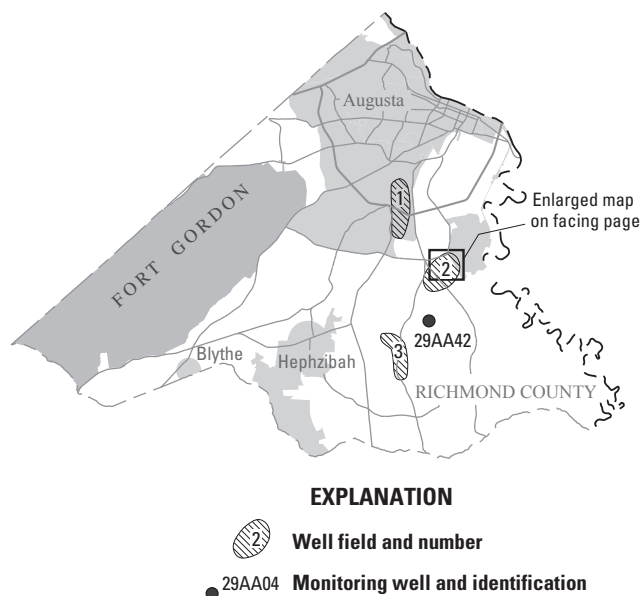 Augusta
1
Enlarged map
on facing page
FORT GORDON
2
29AA42
Blythe
Hephzibah
3
RICHMOND COUNTY
EXPLANATION
2 Well field and number
29AA04 Monitoring well and identification